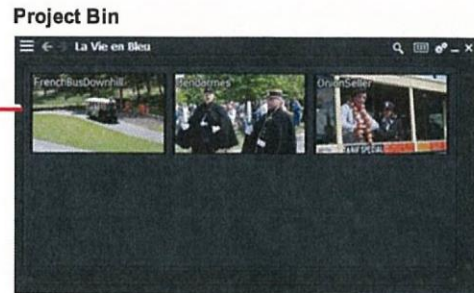 Project Bin
La Vie en Bleu
FrenchBusDownhill
Gendarmes
OnionSeller